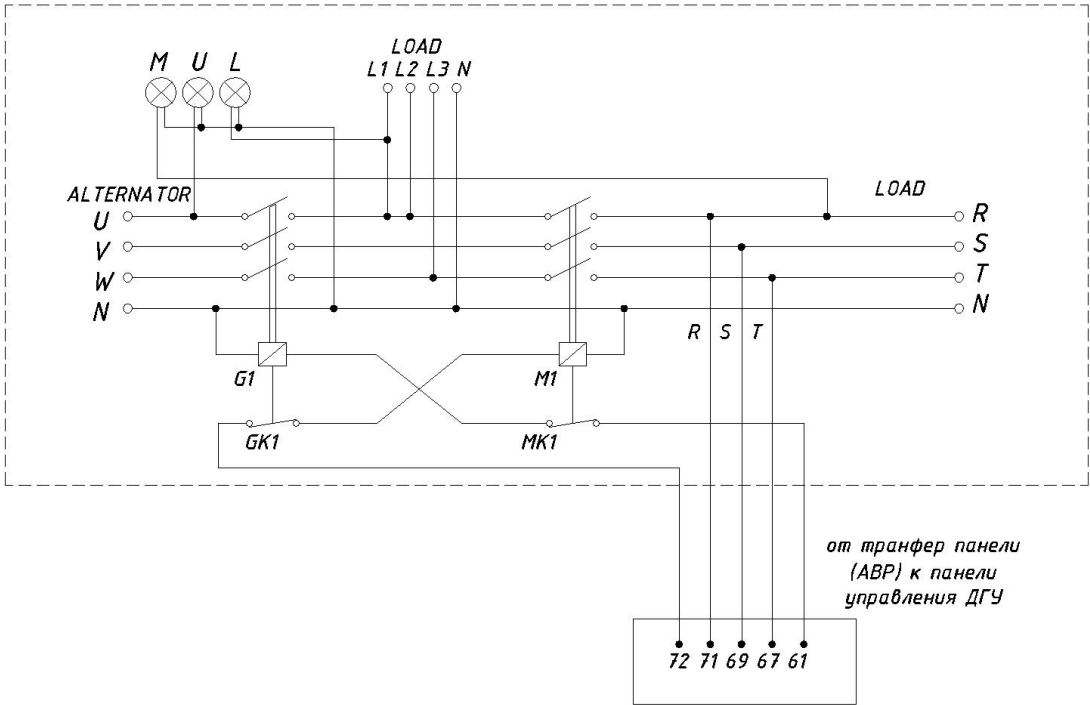 LOAD
M U L
L1 L2 L3 N
ALTERNATOR
LOAD
U
R
V
S
W
T
N
N
R S T
G1
M1
GK1
MK1
от транфер панели
(АВР) к панели
управления ДГУ
72 71 69 67 61